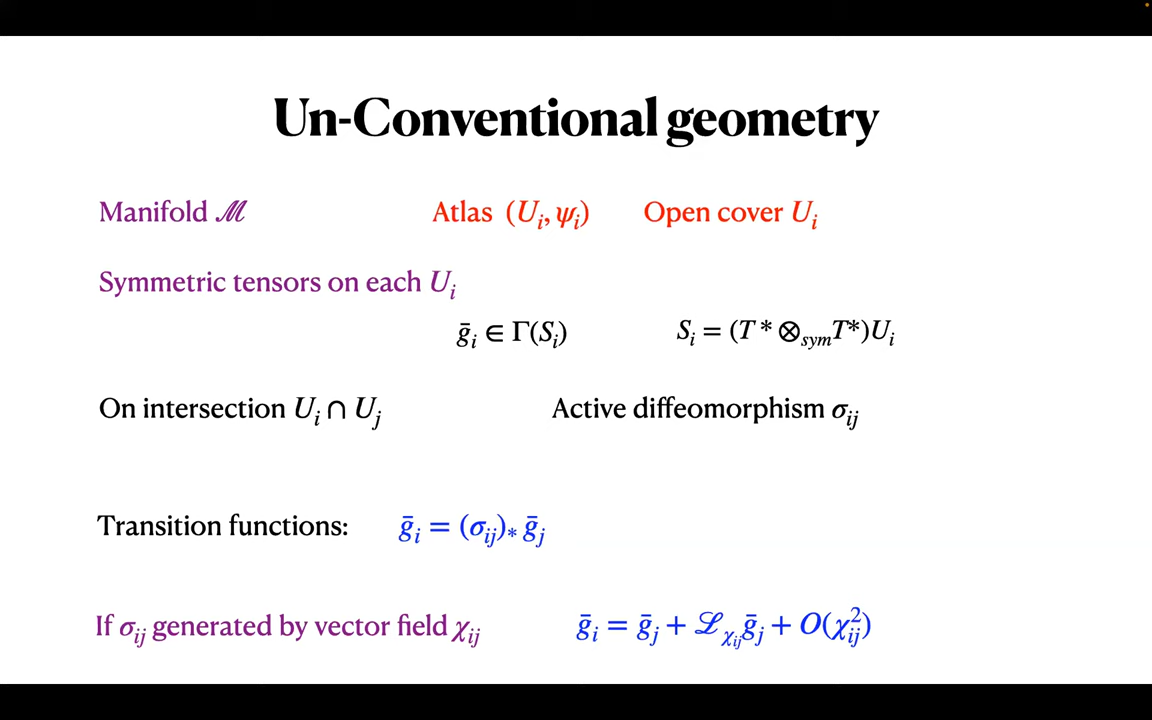 Un-Conventional geometry
Manifold ℳ Atlas (U_i, ψ_i) Open cover U_i
Symmetric tensors on each U_i
ḡ_i ∈ Γ(S_i) S_i = (T * ⊗_sym T*)U_i
On intersection U_i ∩ U_j Active diffeomorphism σ_ij
Transition functions: ḡ_i = (σ_ij)_* ḡ_j
If σ_ij generated by vector field χ_ij ḡ_i = ḡ_j + ℒ_χ_ij ḡ_j + O(χ_ij^2)